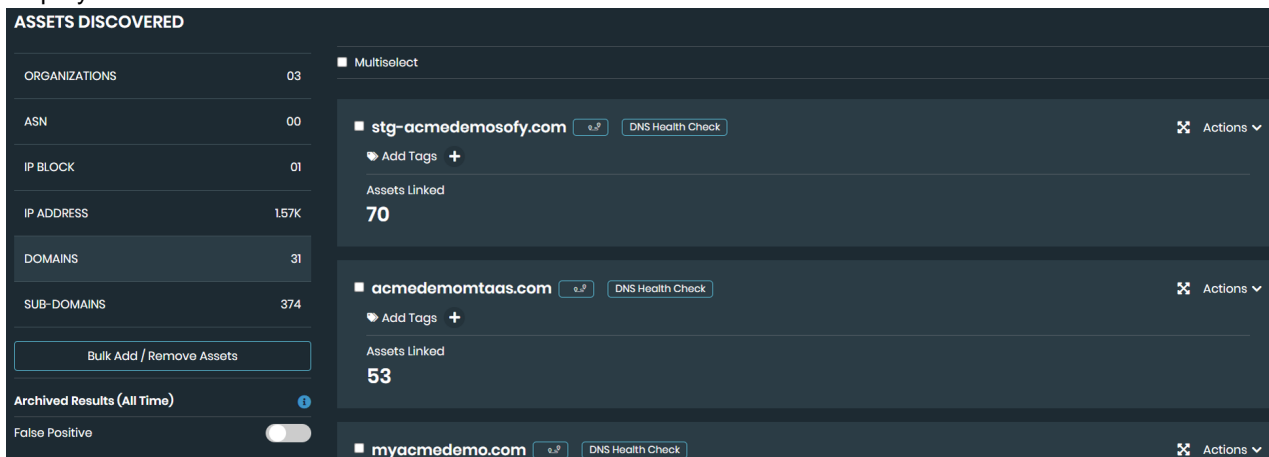 ASSETS DISCOVERED
ORGANIZATIONS 03
ASN 00
IP BLOCK 01
IP ADDRESS 1.57K
DOMAINS 31
SUB-DOMAINS 374
Bulk Add / Remove Assets
Archived Results (All Time)
False Positive
Multiselect
stg-acmedemosofy.com DNS Health Check Actions
Add Tags +
Assets Linked
70
acmedemomtaas.com DNS Health Check Actions
Add Tags +
Assets Linked
53
myacmedemo.com DNS Health Check Actions